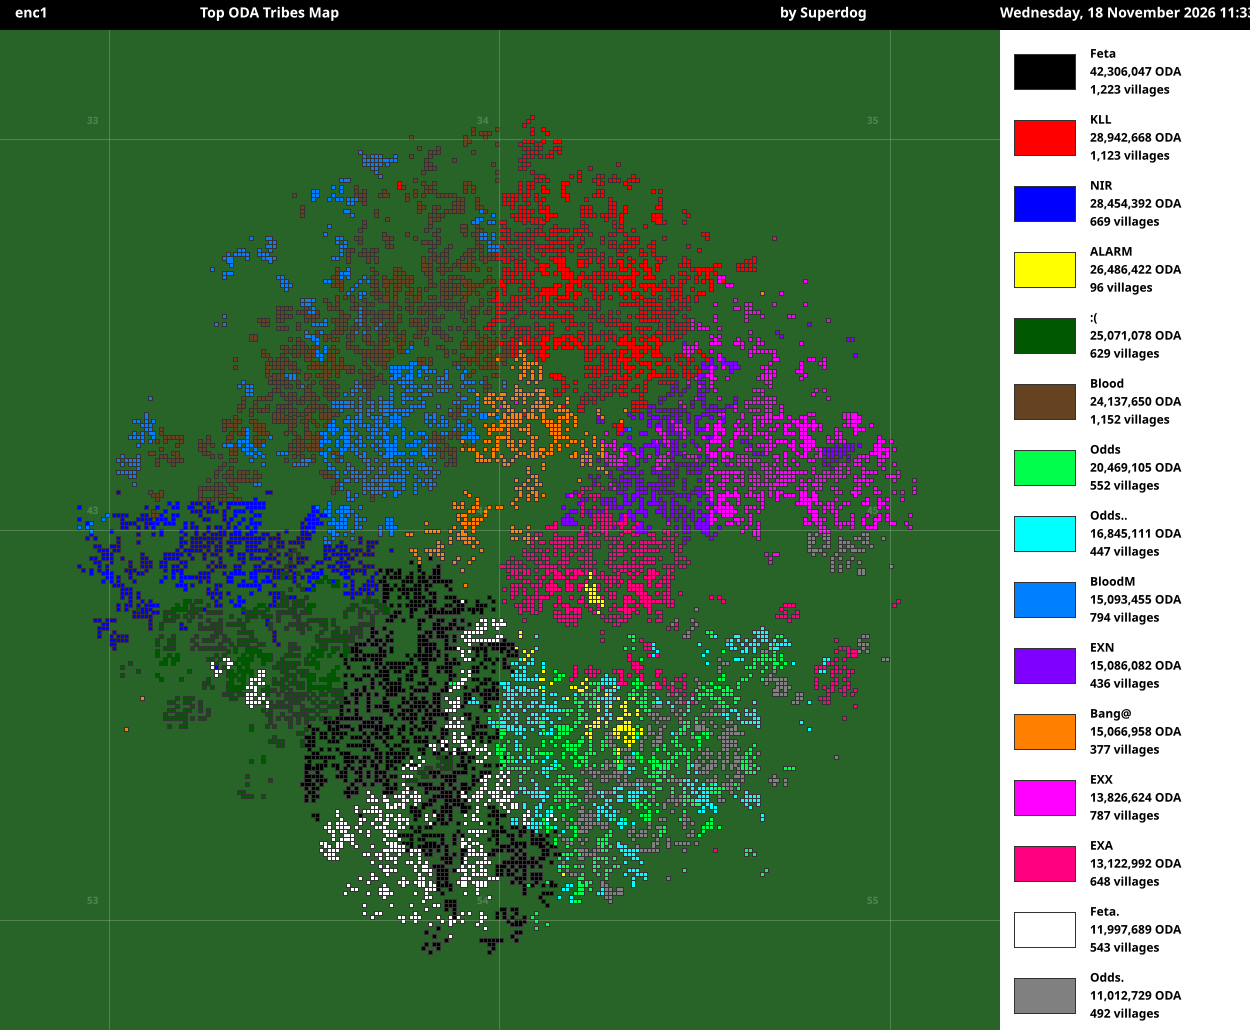 enc1 Top ODA Tribes Map by Superdog Wednesday, 18 November 2026 11:33
33 34 35
43 45
53 54 55
Feta
42,306,047 ODA
1,223 villages
KLL
28,942,668 ODA
1,123 villages
NIR
28,454,392 ODA
669 villages
ALARM
26,486,422 ODA
96 villages
:(
25,071,078 ODA
629 villages
Blood
24,137,650 ODA
1,152 villages
Odds
20,469,105 ODA
552 villages
Odds..
16,845,111 ODA
447 villages
BloodM
15,093,455 ODA
794 villages
EXN
15,086,082 ODA
436 villages
Bang@
15,066,958 ODA
377 villages
EXX
13,826,624 ODA
787 villages
EXA
13,122,992 ODA
648 villages
Feta.
11,997,689 ODA
543 villages
Odds.
11,012,729 ODA
492 villages